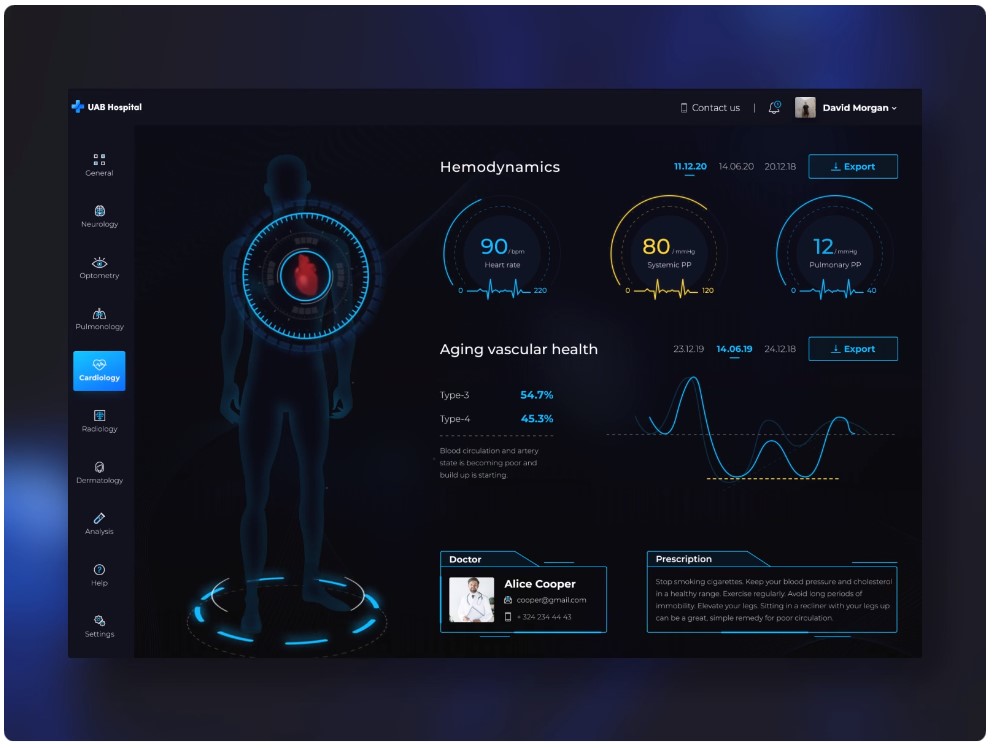 UAB Hospital
Contact us
|
David Morgan
General
Neurology
Optometry
Pulmonology
Cardiology
Radiology
Dermatology
Analysis
Help
Settings
Hemodynamics
11.12.20 14.06.20 20.12.18
Export
90 / bpm
Heart rate
0 220
80 / mmHg
Systemic PP
0 120
12 / mmHg
Pulmonary PP
0 40
Aging vascular health
23.12.19 14.06.19 24.12.18
Export
Type-3 54.7%
Type-4 45.3%
Blood circulation and artery
state is becoming poor and
build up is starting.
Doctor
Alice Cooper
cooper@gmail.com
+ 324 234 44 43
Prescription
Stop smoking cigarettes. Keep your blood pressure and cholesterol
in a healthy range. Exercise regularly. Avoid long periods of
immobility. Elevate your legs. Sitting in a recliner with your legs up
can be a great, simple remedy for poor circulation.